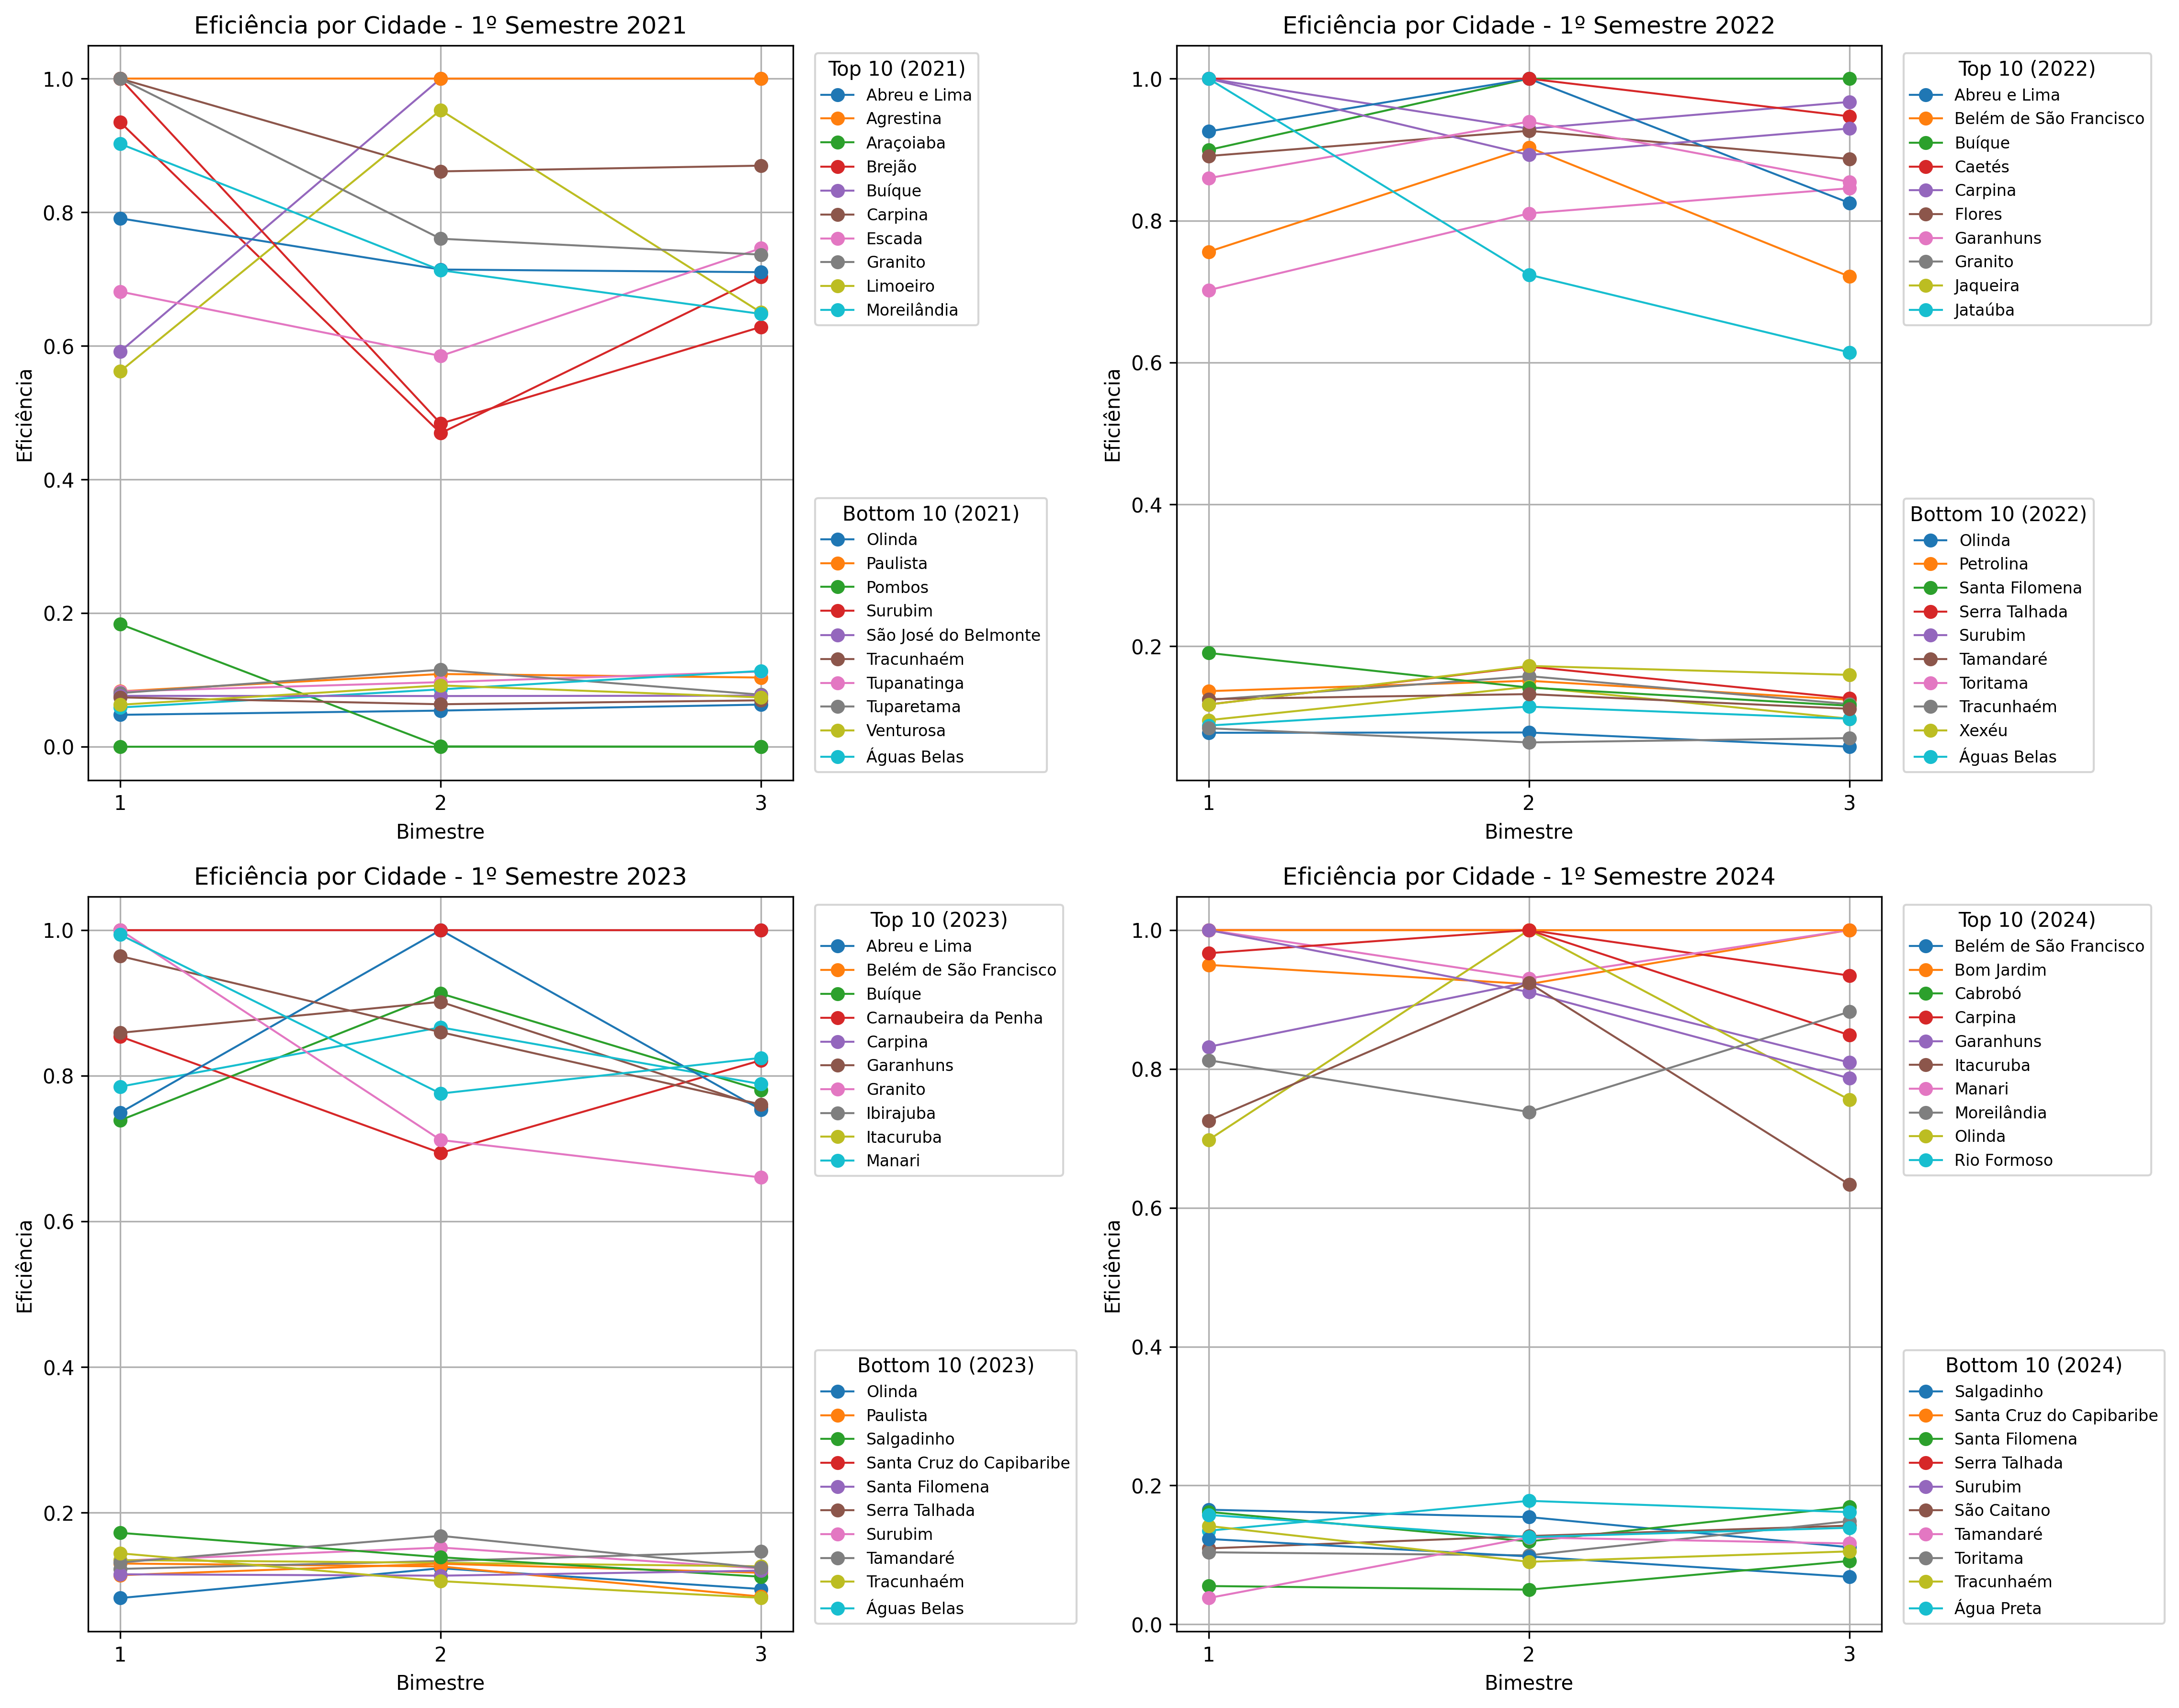 Eficiência por Cidade - 1º Semestre 2021
1.0
0.8
0.6
0.4
0.2
0.0
Eficiência
1
2
3
Bimestre
Top 10 (2021)
Abreu e Lima
Agrestina
Araçoiaba
Brejão
Buíque
Carpina
Escada
Granito
Limoeiro
Moreilândia
Bottom 10 (2021)
Olinda
Paulista
Pombos
Surubim
São José do Belmonte
Tracunhaém
Tupanatinga
Tuparetama
Venturosa
Águas Belas
Eficiência por Cidade - 1º Semestre 2022
1.0
0.8
0.6
0.4
0.2
Eficiência
1
2
3
Bimestre
Top 10 (2022)
Abreu e Lima
Belém de São Francisco
Buíque
Caetés
Carpina
Flores
Garanhuns
Granito
Jaqueira
Jataúba
Bottom 10 (2022)
Olinda
Petrolina
Santa Filomena
Serra Talhada
Surubim
Tamandaré
Toritama
Tracunhaém
Xexéu
Águas Belas
Eficiência por Cidade - 1º Semestre 2023
1.0
0.8
0.6
0.4
0.2
Eficiência
1
2
3
Bimestre
Top 10 (2023)
Abreu e Lima
Belém de São Francisco
Buíque
Carnaubeira da Penha
Carpina
Garanhuns
Granito
Ibirajuba
Itacuruba
Manari
Bottom 10 (2023)
Olinda
Paulista
Salgadinho
Santa Cruz do Capibaribe
Santa Filomena
Serra Talhada
Surubim
Tamandaré
Tracunhaém
Águas Belas
Eficiência por Cidade - 1º Semestre 2024
1.0
0.8
0.6
0.4
0.2
0.0
Eficiência
1
2
3
Bimestre
Top 10 (2024)
Belém de São Francisco
Bom Jardim
Cabrobó
Carpina
Garanhuns
Itacuruba
Manari
Moreilândia
Olinda
Rio Formoso
Bottom 10 (2024)
Salgadinho
Santa Cruz do Capibaribe
Santa Filomena
Serra Talhada
Surubim
São Caitano
Tamandaré
Toritama
Tracunhaém
Água Preta